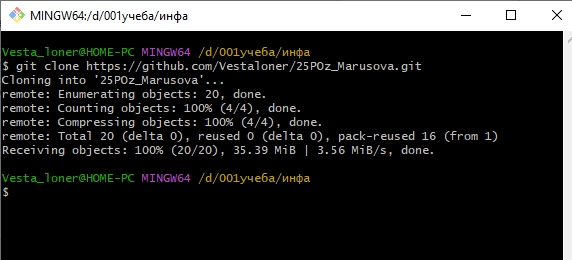 MINGW64:/d/001учеба/инфа
Vesta_loner@HOME-PC MINGW64 /d/001учеба/инфа
$ git clone https://github.com/Vestaloner/25POz_Marusova.git
Cloning into '25POz_Marusova'...
remote: Enumerating objects: 20, done.
remote: Counting objects: 100% (4/4), done.
remote: Compressing objects: 100% (4/4), done.
remote: Total 20 (delta 0), reused 0 (delta 0), pack-reused 16 (from 1)
Receiving objects: 100% (20/20), 35.39 MiB | 3.56 MiB/s, done.
Vesta_loner@HOME-PC MINGW64 /d/001учеба/инфа
$